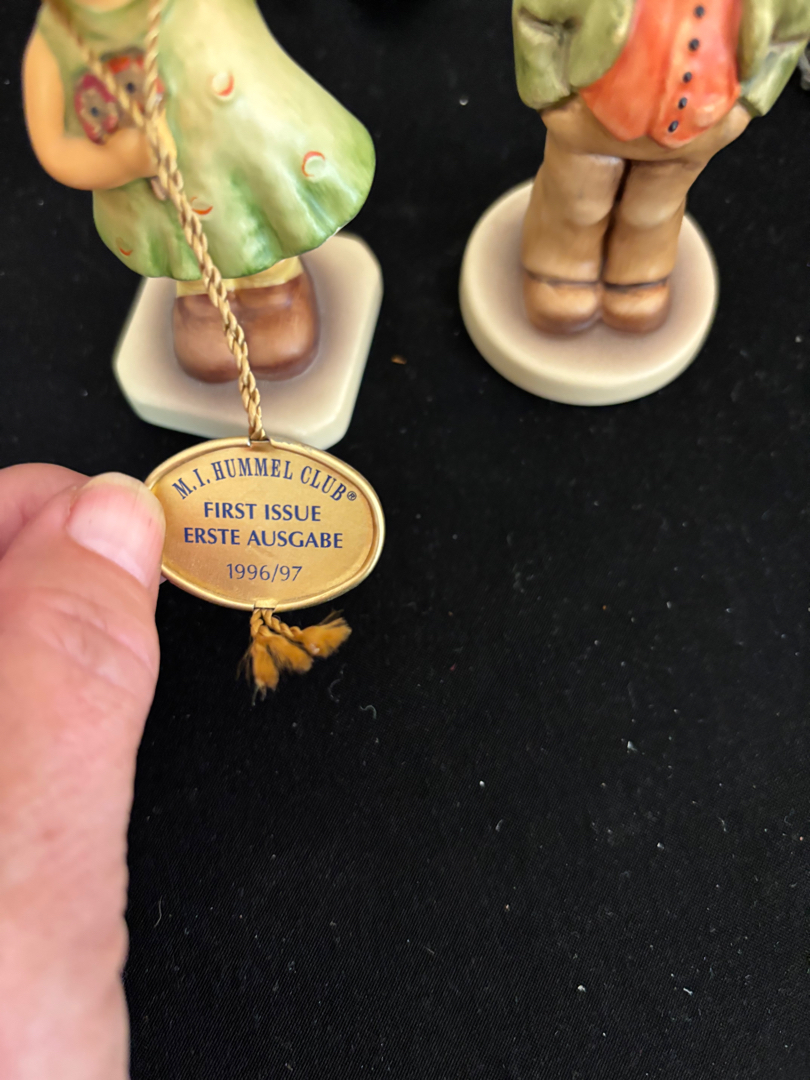 M.I. HUMMEL CLUB®
FIRST ISSUE
ERSTE AUSGABE
1996/97